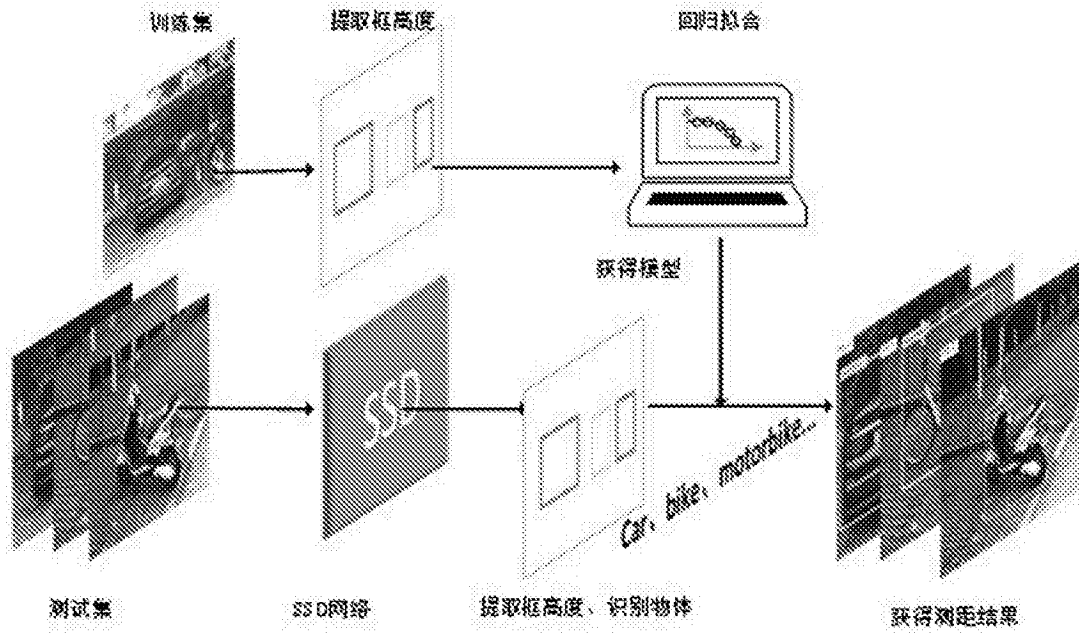 训练集
提取框高度
回归拟合
获得模型
SSD
Car、bike、motorbike...
测试集
SSD网络
提取框高度、识别物体
获得测距结果